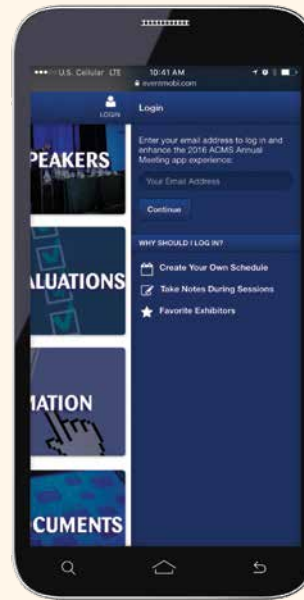 U.S. Cellular LTE 10:41 AM
eventmobi.com
LOGIN
Login
PEAKERS
LUATIONS
MATION
CUMENTS
Enter your email address to log in and
enhance the 2016 ACMS Annual
Meeting app experience:
Your Email Address
Continue
WHY SHOULD I LOG IN?
Create Your Own Schedule
Take Notes During Sessions
Favorite Exhibitors